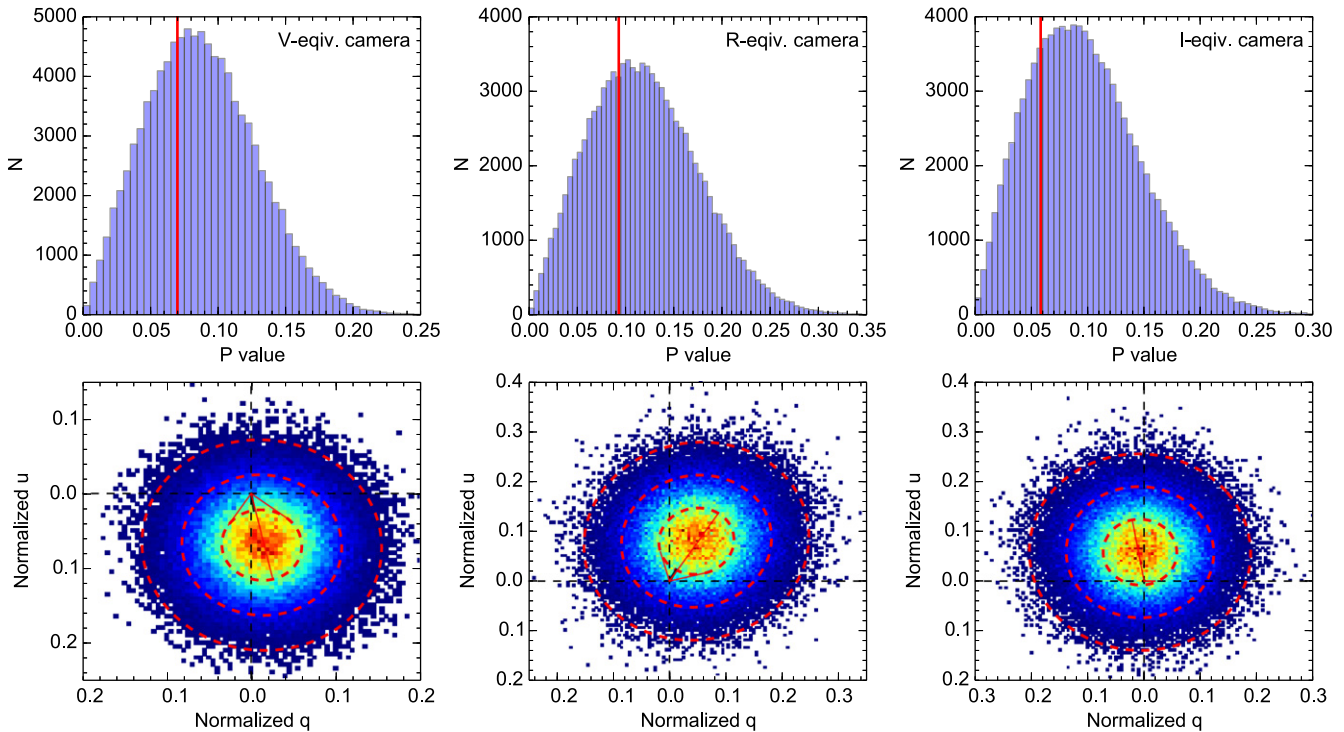 V-eqiv. camera
5000
4000
3000
2000
1000
0
N
0.00 0.05 0.10 0.15 0.20 0.25
P value
R-eqiv. camera
4000
3000
2000
1000
0
N
0.00 0.05 0.10 0.15 0.20 0.25 0.30 0.35
P value
I-eqiv. camera
4000
3000
2000
1000
0
N
0.00 0.05 0.10 0.15 0.20 0.25 0.30
P value
0.1
0.0
0.1
0.2
Normalized u
0.2 0.1 0.0 0.1 0.2
Normalized q
0.4
0.3
0.2
0.1
0.0
0.1
0.2
Normalized u
0.2 0.1 0.0 0.1 0.2 0.3
Normalized q
0.4
0.3
0.2
0.1
0.0
0.1
0.2
Normalized u
0.3 0.2 0.1 0.0 0.1 0.2 0.3
Normalized q